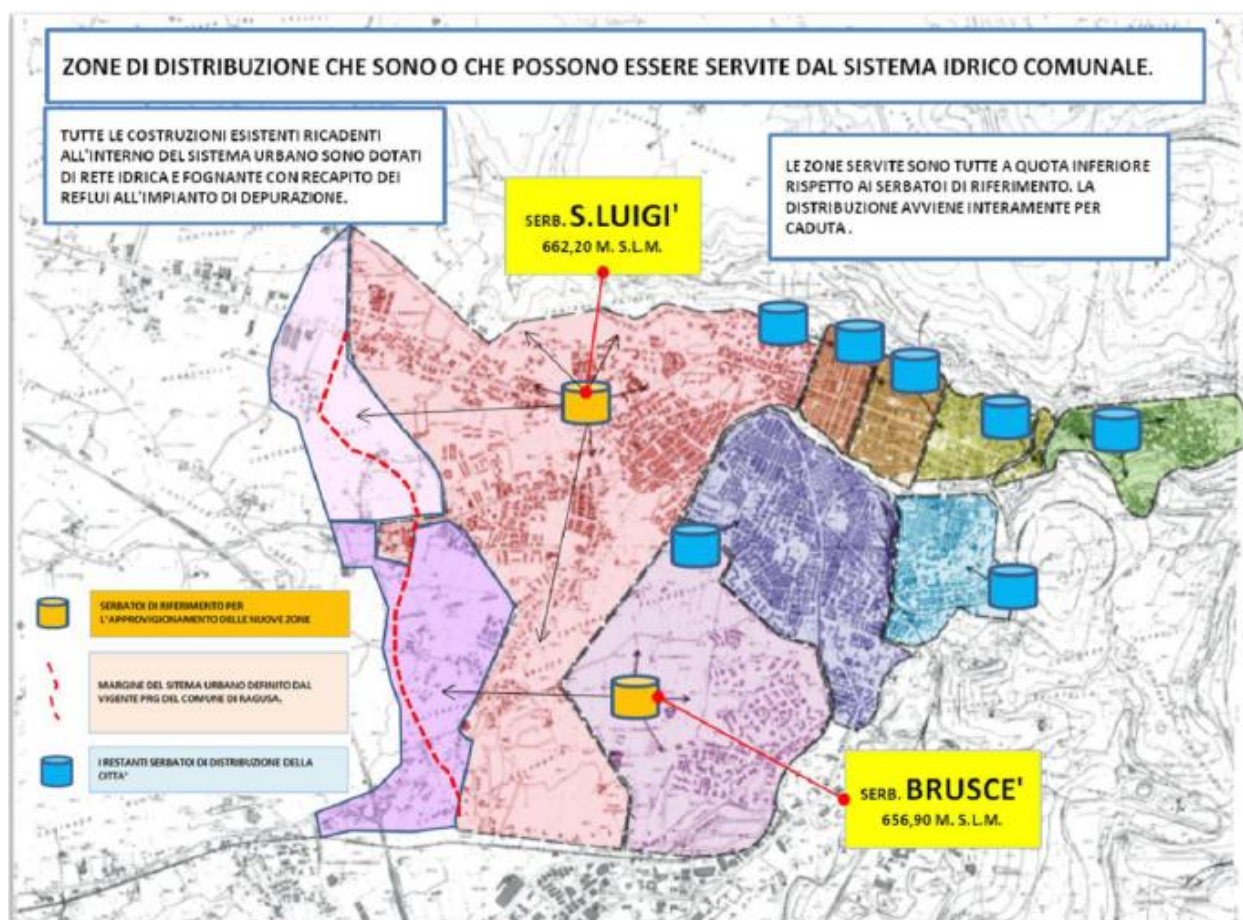 ZONE DI DISTRIBUZIONE CHE SONO O CHE POSSONO ESSERE SERVITE DAL SISTEMA IDRICO COMUNALE.
TUTTE LE COSTRUZIONI ESISTENTI RICADENTI
ALL'INTERNO DEL SISTEMA URBANO SONO DOTATI
DI RETE IDRICA E FOGNANTE CON RECAPITO DEI
REFLUI ALL'IMPIANTO DI DEPURAZIONE.
LE ZONE SERVITE SONO TUTTE A QUOTA INFERIORE
RISPETTO AI SERBATOI DI RIFERIMENTO. LA
DISTRIBUZIONE AVVIENE INTERAMENTE PER
CADUTA .
SERB. S.LUIGI'
662,20 M. S.L.M.
SERBATOI DI RIFERIMENTO PER
L'APPROVIGIONAMENTO DELLE NUOVE ZONE
MARGINE DEL SITEMA URBANO DEFINITO DAL
VIGENTE PRG DEL COMUNE DI RAGUSA.
I RESTANTI SERBATOI DI DISTRIBUZIONE DELLA
CITTA'
SERB. BRUSCE'
656,90 M. S.L.M.